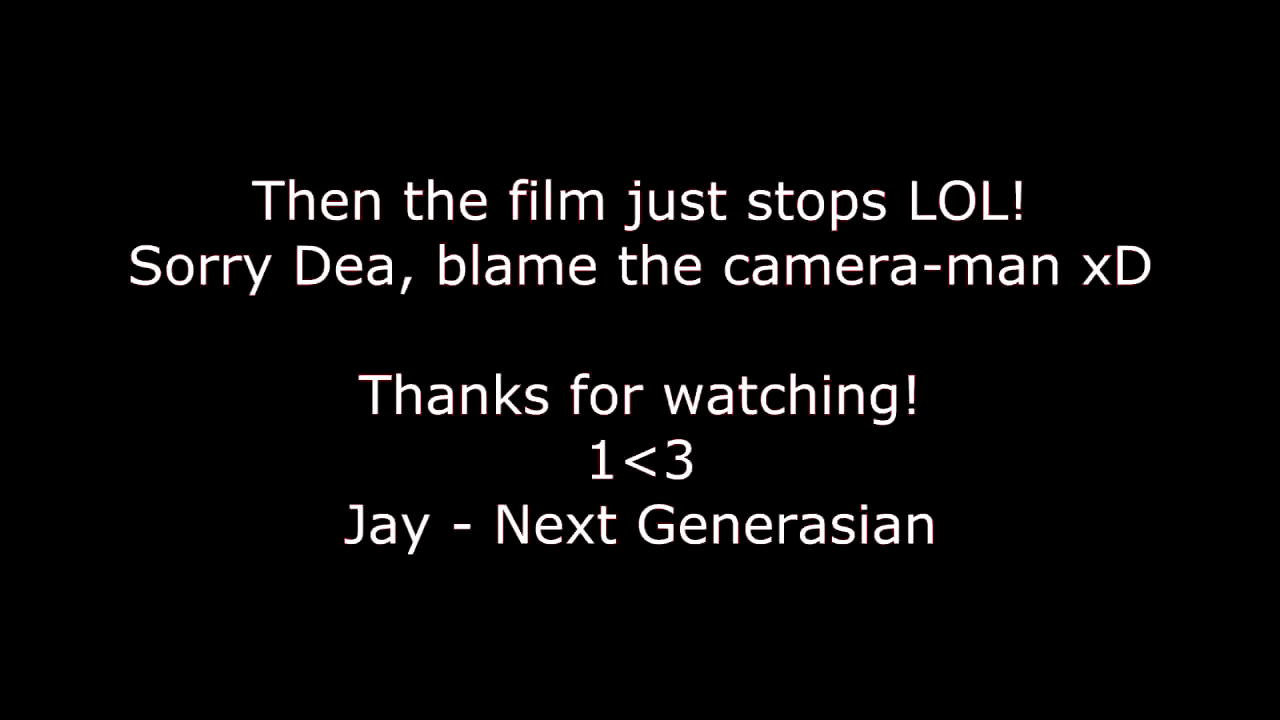 Then the film just stops LOL!
Sorry Dea, blame the camera-man xD
Thanks for watching!
1<3
Jay - Next Generasian